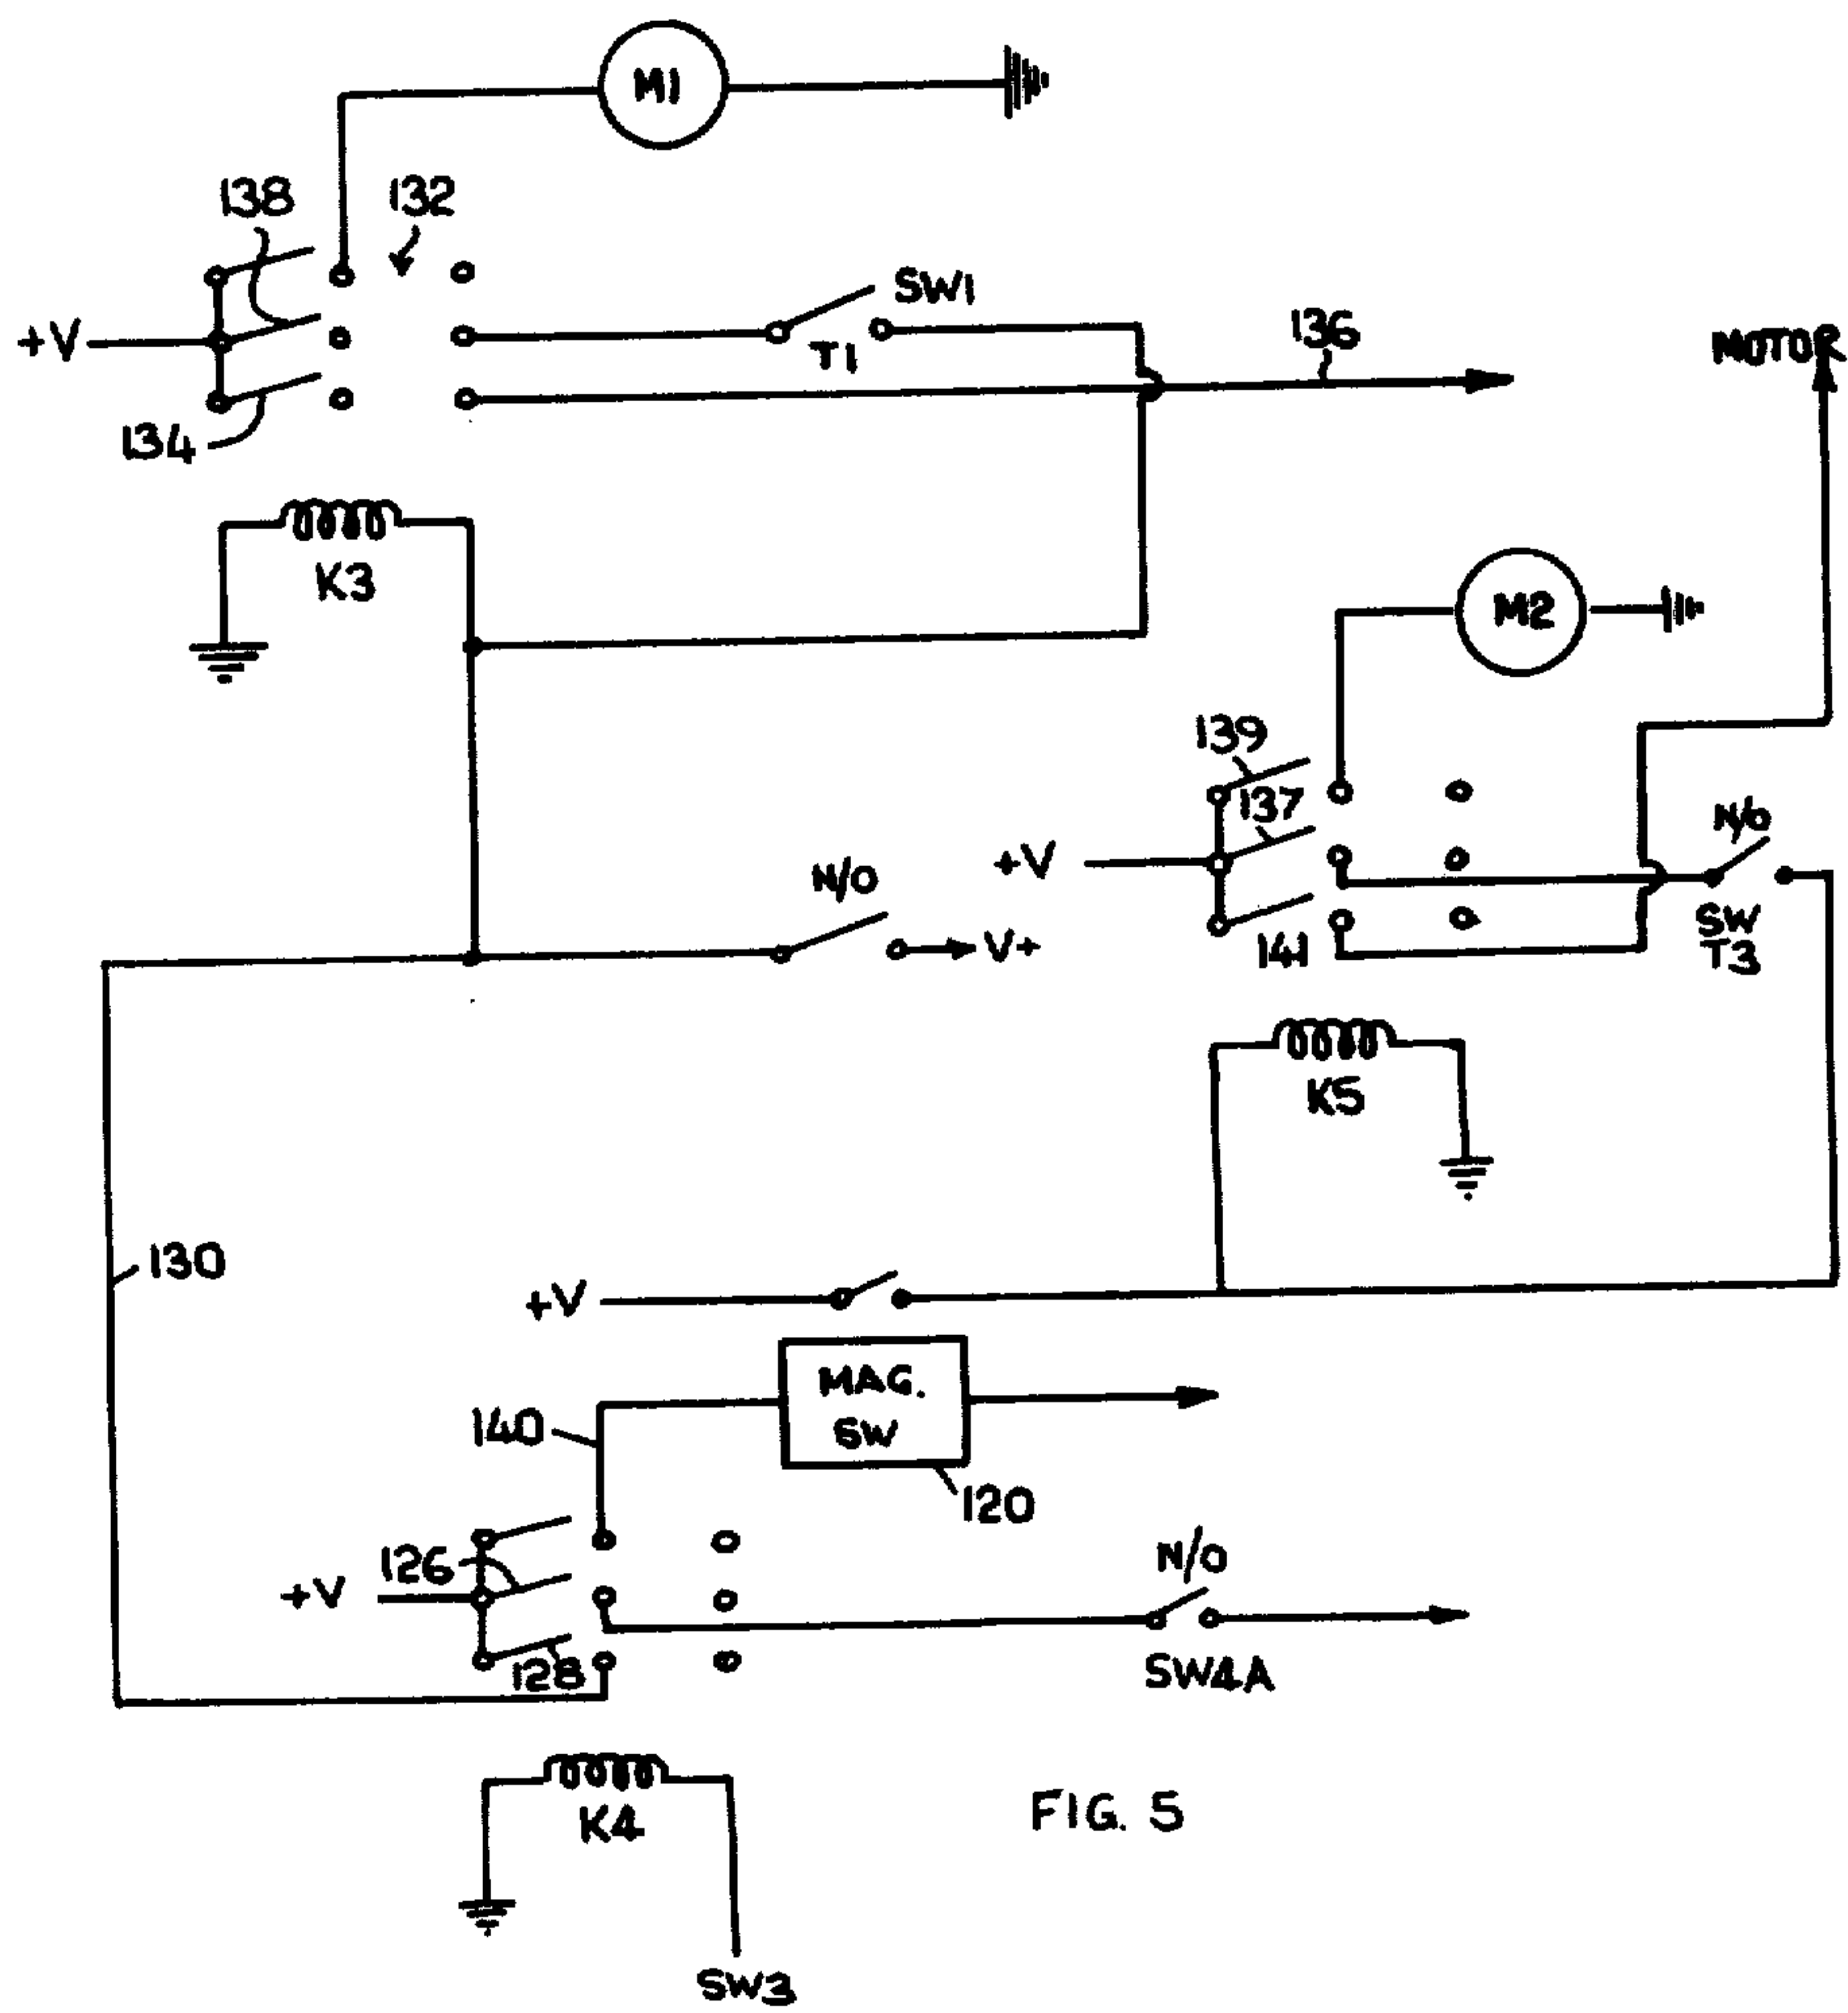 M1
138
132
SW1
+V
T1
136
MOTOR
134
K3
M2
139
137
N/O
+V
N/O
SW
T3
141
V+
K5
130
+V
MAG.
SW
140
120
126
N/O
+V
128
SW4A
K4
FIG. 5
SW3